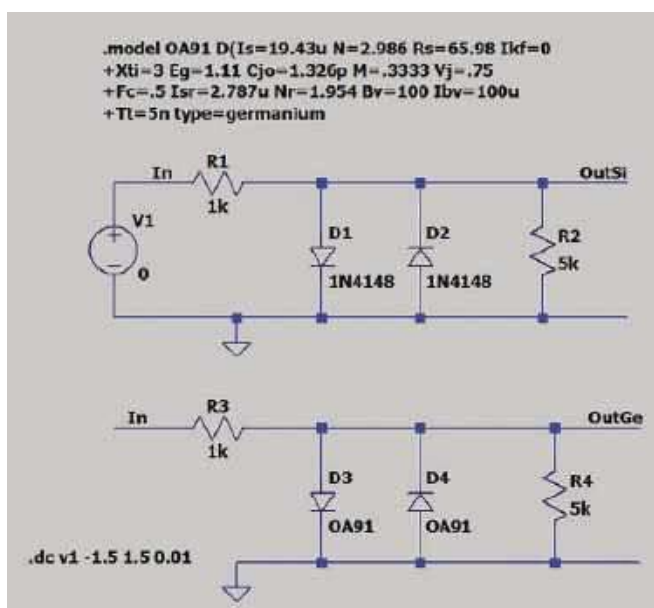 .model OA91 D(Is=19.43u N=2.986 Rs=65.98 Ikf=0
+Xti=3 Eg=1.11 Cjo=1.326p M=.3333 Vj=.75
+Fc=.5 Isr=2.787u Nr=1.954 Bv=100 Ibv=100u
+Tt=5n type=germanium
In
R1
1k
OutSi
V1
0
D1
1N4148
D2
1N4148
R2
5k
In
R3
1k
OutGe
D3
OA91
D4
OA91
R4
5k
.dc v1 -1.5 1.5 0.01